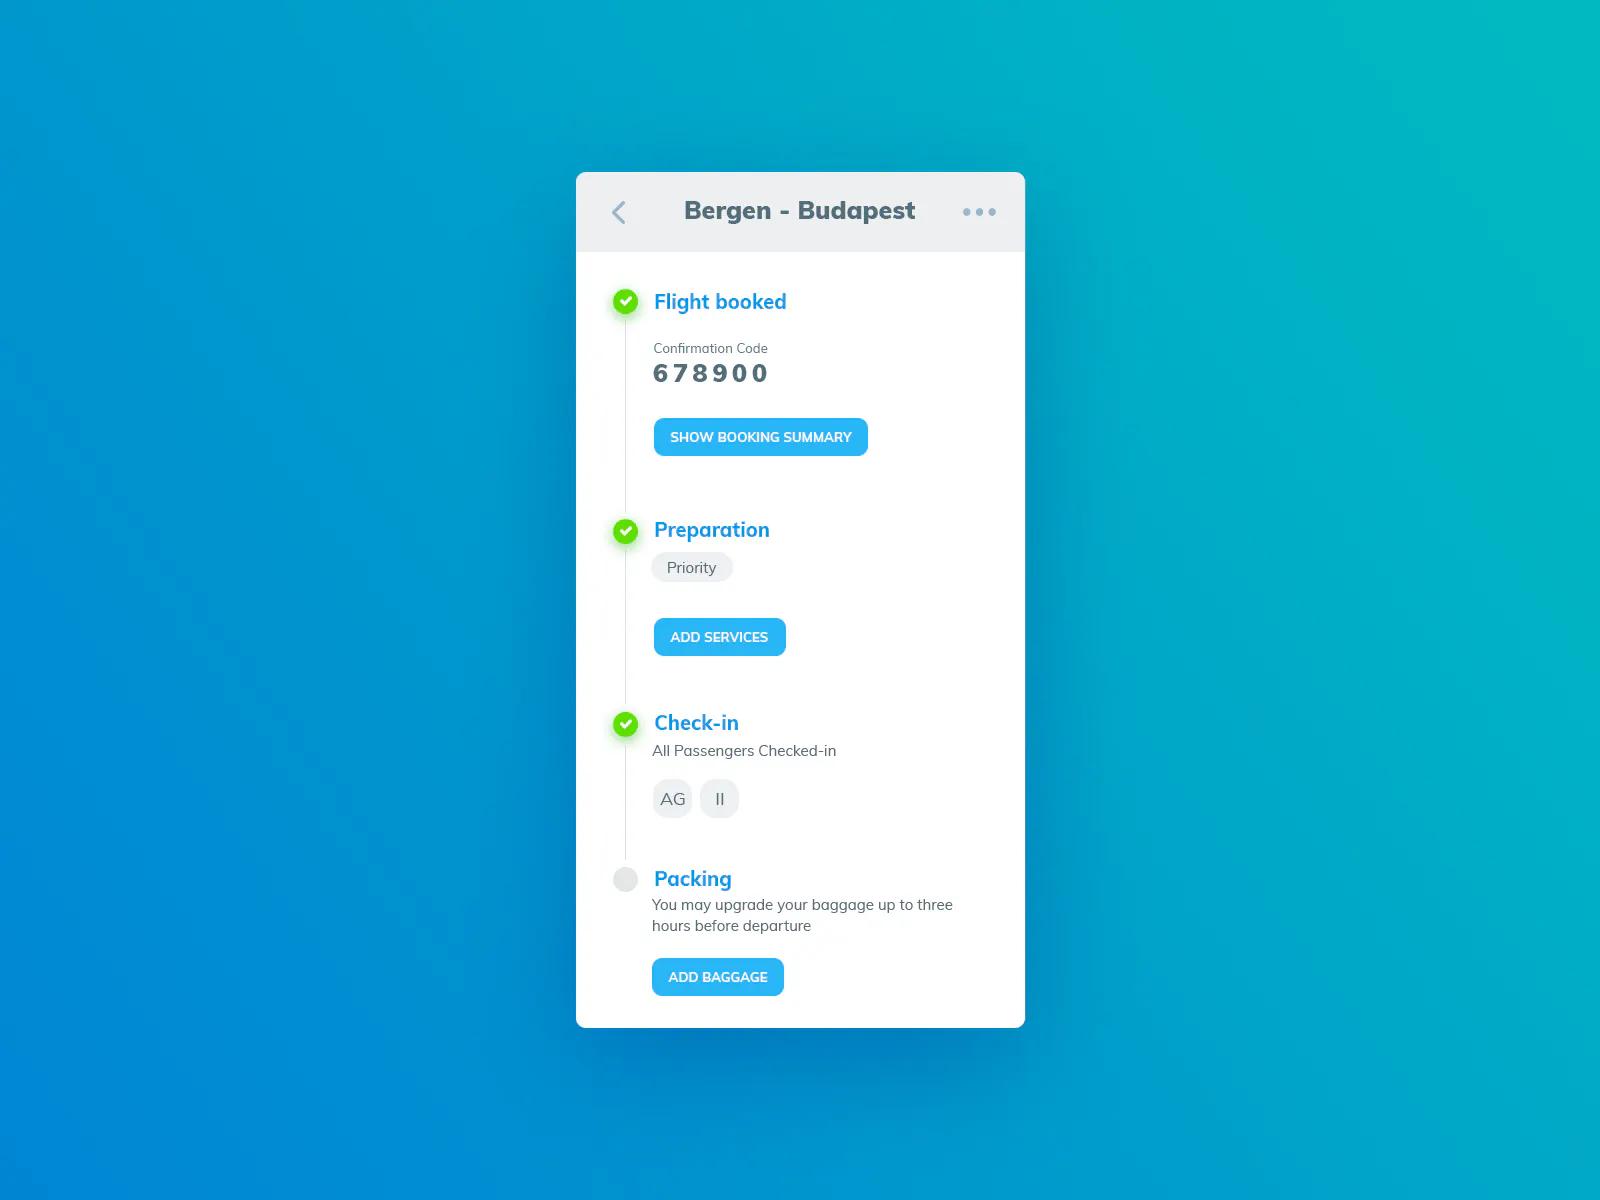 Bergen - Budapest
Flight booked
Confirmation Code
678900
SHOW BOOKING SUMMARY
Preparation
Priority
ADD SERVICES
Check-in
All Passengers Checked-in
AG II
Packing
You may upgrade your baggage up to three
hours before departure
ADD BAGGAGE